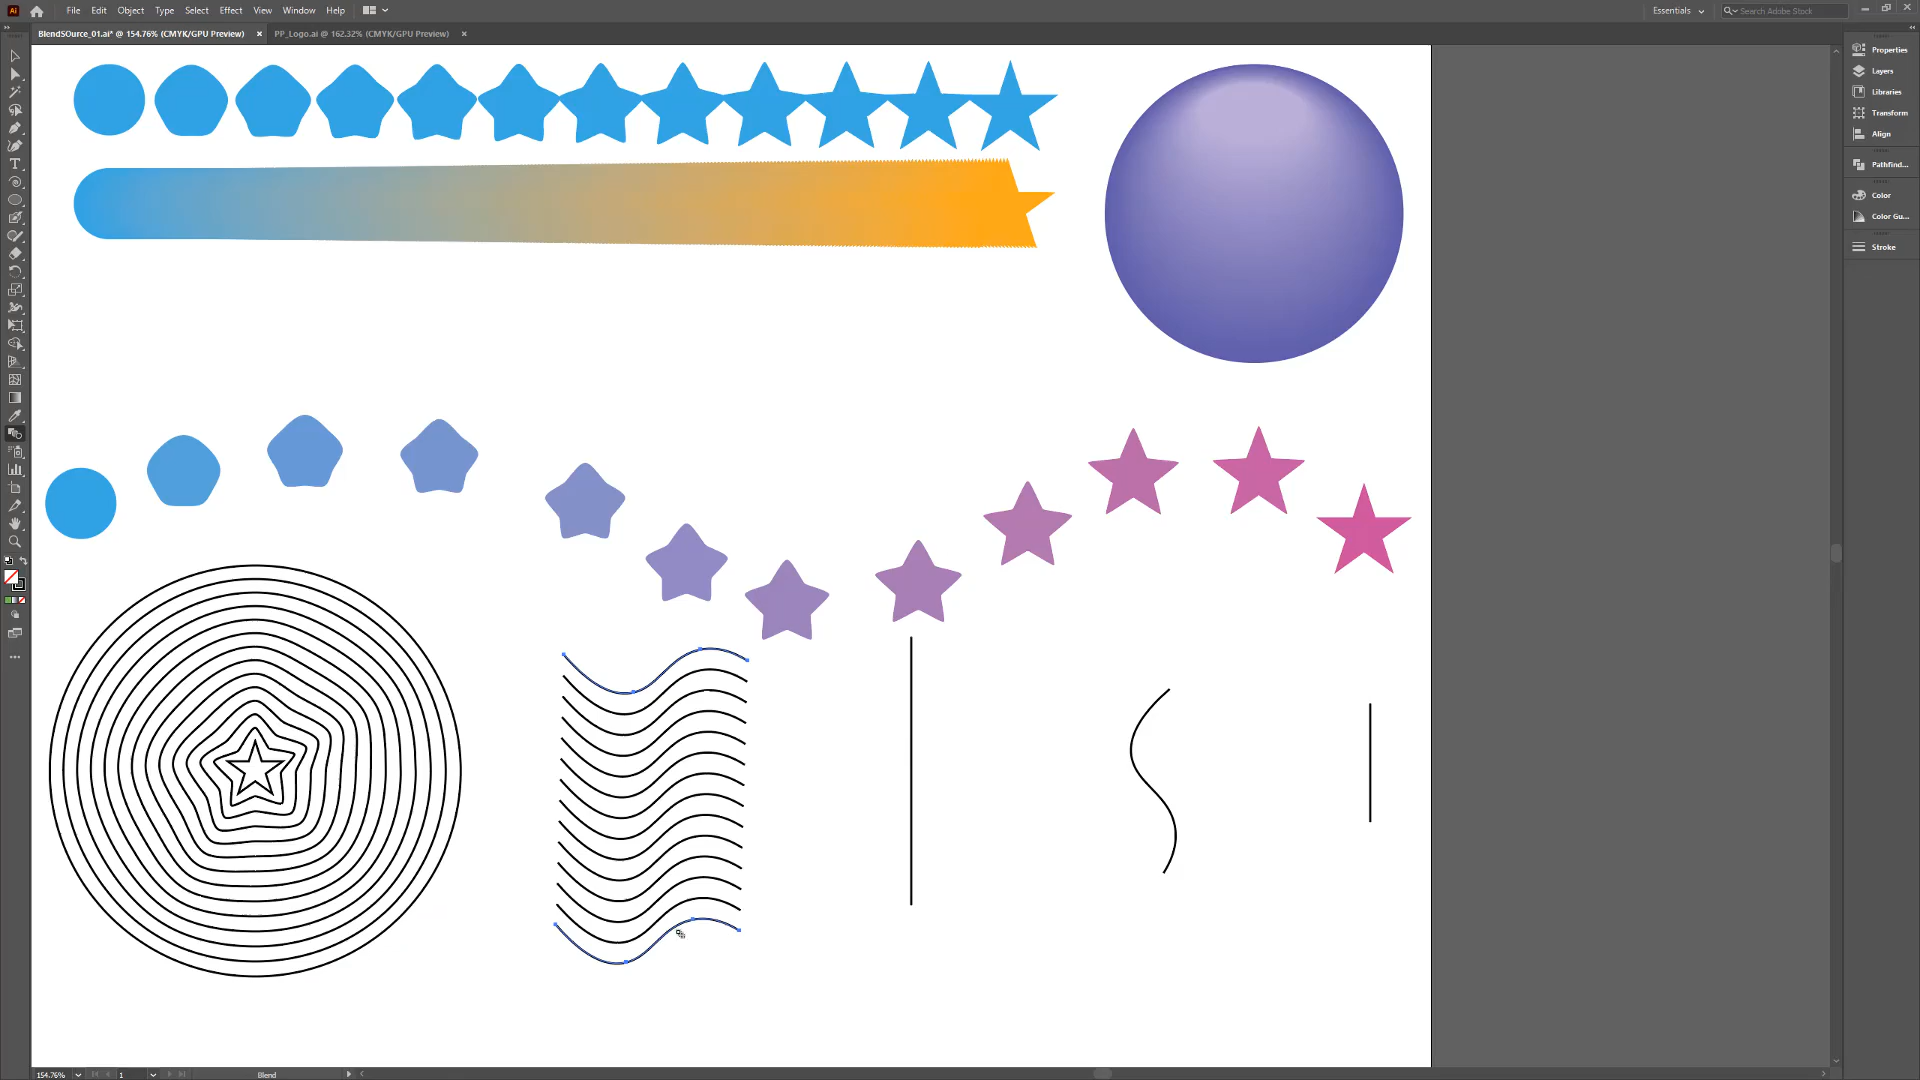 Ai File Edit Object Type Select Effect View Window Help Essentials Search Adobe Stock
BlendSOurce_01.ai* @ 154.76% (CMYK/GPU Preview) × PP_Logo.ai @ 162.32% (CMYK/GPU Preview) ×
Properties
Layers
Libraries
Transform
Align
Pathfind...
Color
Color Gu...
Stroke
154.76% 1 Blend